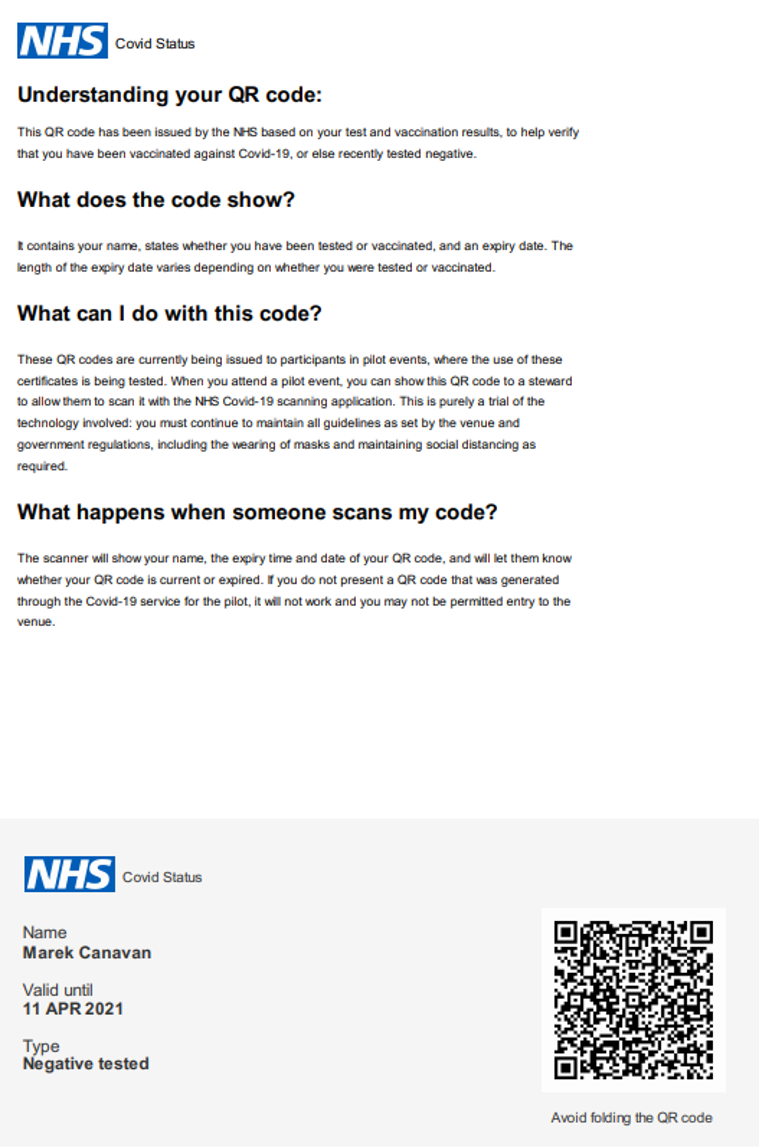 NHS Covid Status
Understanding your QR code:
This QR code has been issued by the NHS based on your test and vaccination results, to help verify
that you have been vaccinated against Covid-19, or else recently tested negative.
What does the code show?
It contains your name, states whether you have been tested or vaccinated, and an expiry date. The
length of the expiry date varies depending on whether you were tested or vaccinated.
What can I do with this code?
These QR codes are currently being issued to participants in pilot events, where the use of these
certificates is being tested. When you attend a pilot event, you can show this QR code to a steward
to allow them to scan it with the NHS Covid-19 scanning application. This is purely a trial of the
technology involved: you must continue to maintain all guidelines as set by the venue and
government regulations, including the wearing of masks and maintaining social distancing as
required.
What happens when someone scans my code?
The scanner will show your name, the expiry time and date of your QR code, and will let them know
whether your QR code is current or expired. If you do not present a QR code that was generated
through the Covid-19 service for the pilot, it will not work and you may not be permitted entry to the
venue.
NHS Covid Status
Name
Marek Canavan
Valid until
11 APR 2021
Type
Negative tested
Avoid folding the QR code